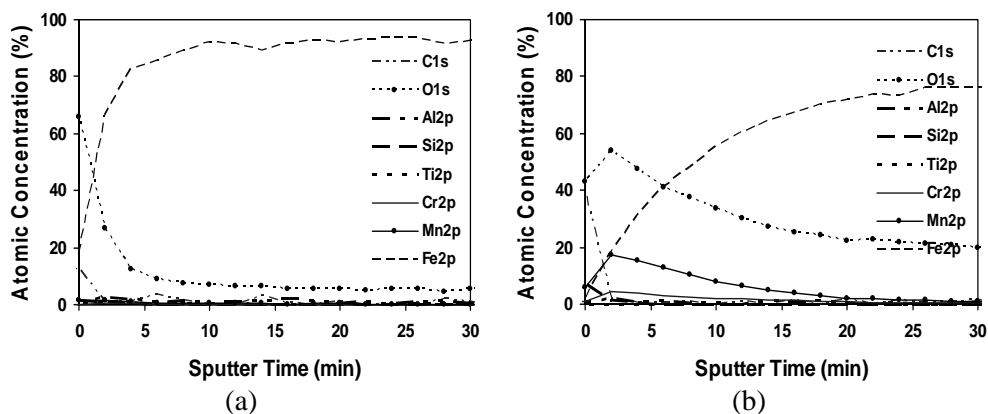 100
80
60
40
20
0
0 5 10 15 20 25 30
Atomic Concentration (%)
Sputter Time (min)
C1s
O1s
Al2p
Si2p
Ti2p
Cr2p
Mn2p
Fe2p
(a)
100
80
60
40
20
0
0 5 10 15 20 25 30
Atomic Concentration (%)
Sputter Time (min)
C1s
O1s
Al2p
Si2p
Ti2p
Cr2p
Mn2p
Fe2p
(b)